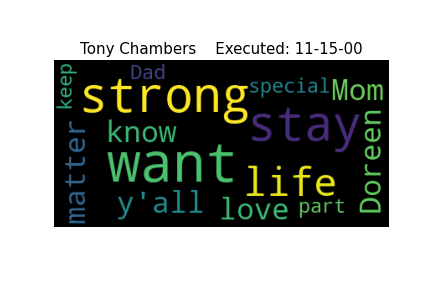 Tony Chambers    Executed: 11-15-00
keep
Dad
strong
special
Mom
know
stay
matter
want
Doreen
life
y'all
love
part